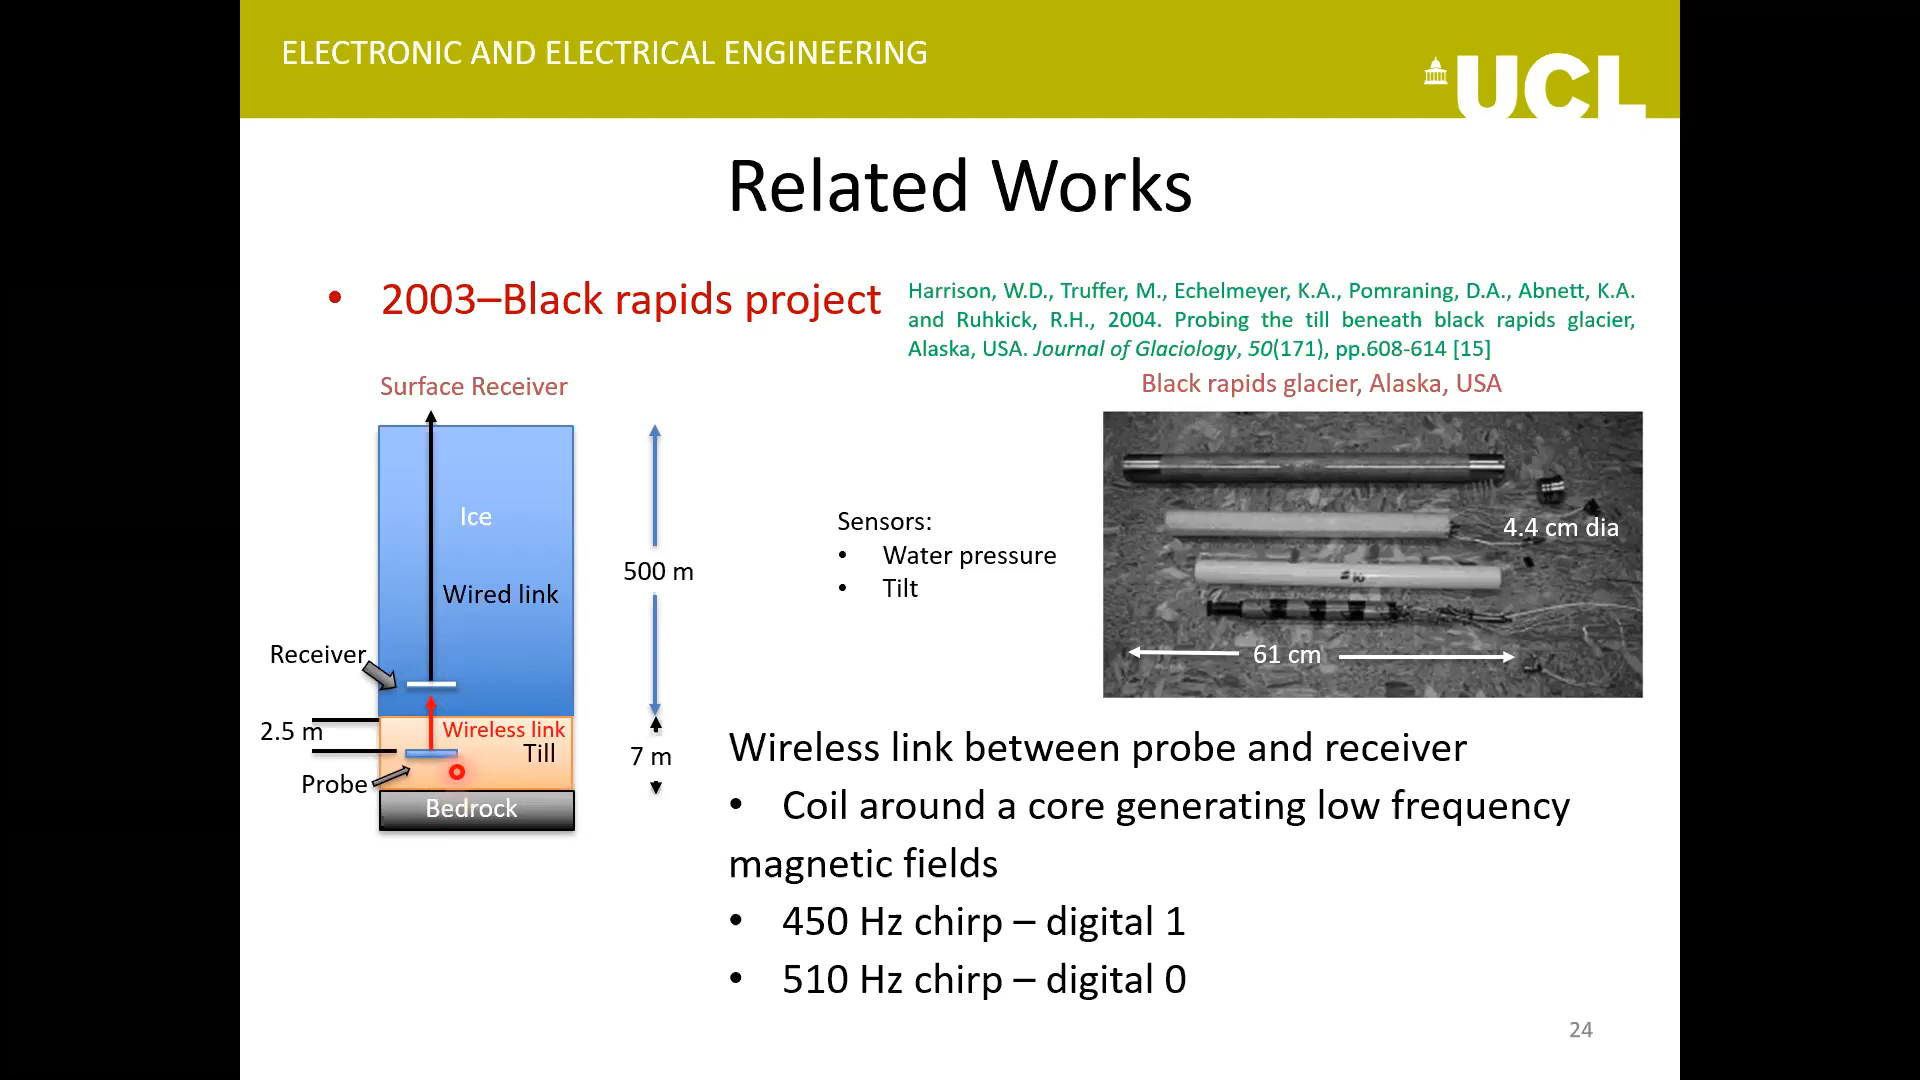 ELECTRONIC AND ELECTRICAL ENGINEERING
UCL
Related Works
• 2003–Black rapids project
Harrison, W.D., Truffer, M., Echelmeyer, K.A., Pomraning, D.A., Abnett, K.A.
and Ruhkick, R.H., 2004. Probing the till beneath black rapids glacier,
Alaska, USA. Journal of Glaciology, 50(171), pp.608-614 [15]
Surface Receiver
Black rapids glacier, Alaska, USA
Ice
Wired link
500 m
Receiver
2.5 m
Wireless link
Till
7 m
Probe
Bedrock
Sensors:
• Water pressure
• Tilt
4.4 cm dia
61 cm
Wireless link between probe and receiver
• Coil around a core generating low frequency
magnetic fields
• 450 Hz chirp – digital 1
• 510 Hz chirp – digital 0
24